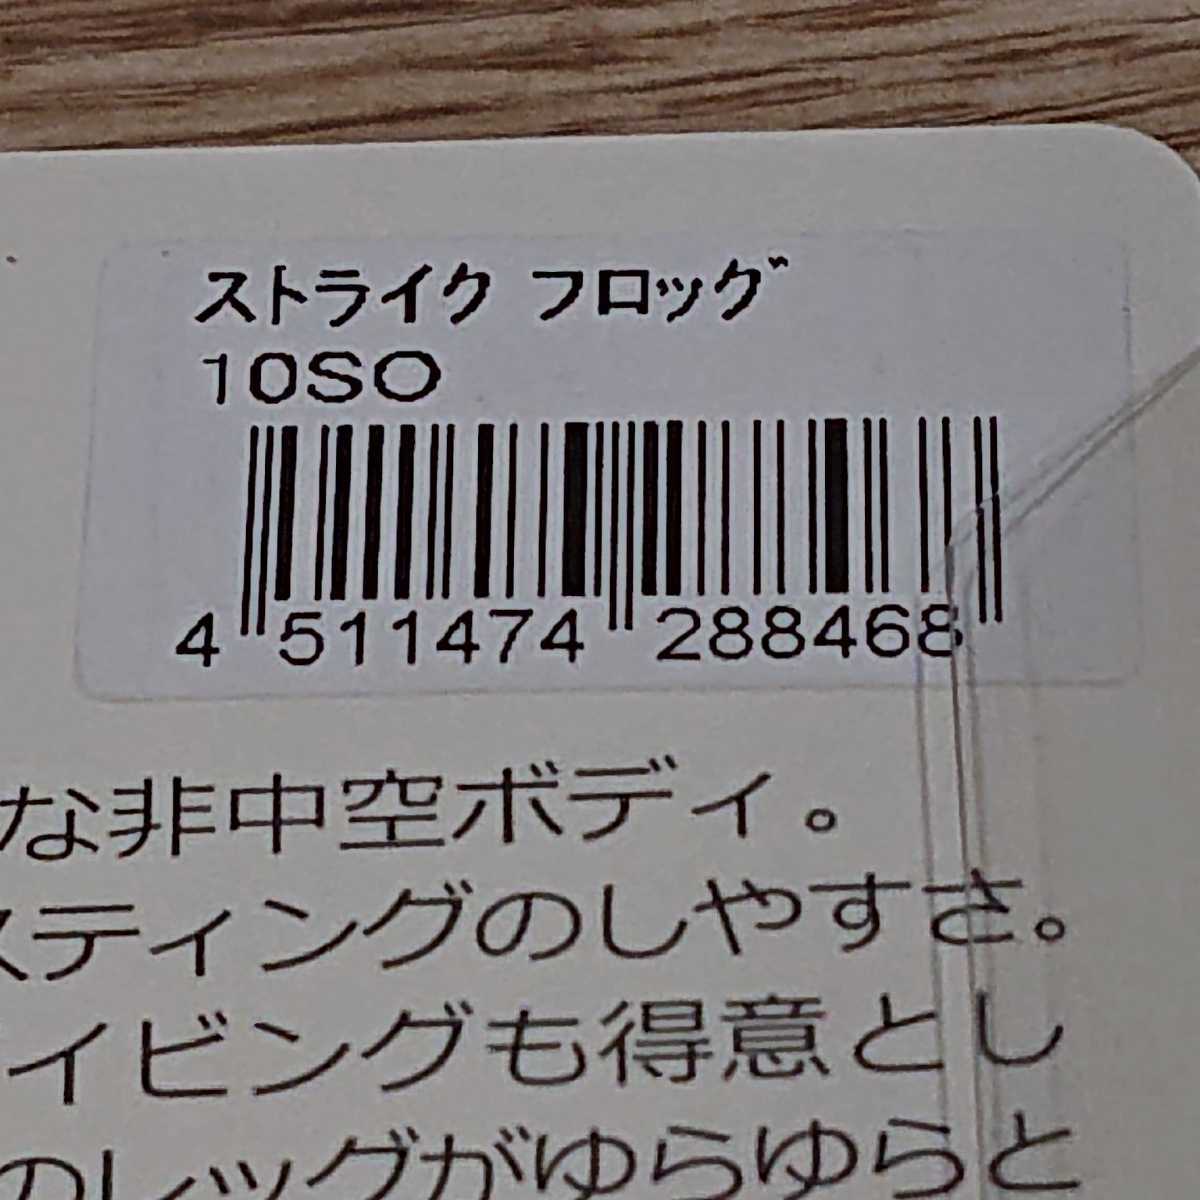 ストライク フロッグ
10SO
4 511474 288468
な非中空ボディ。
スティングのしやすさ。
イビングも得意とし
のレッグがゆらゆらと